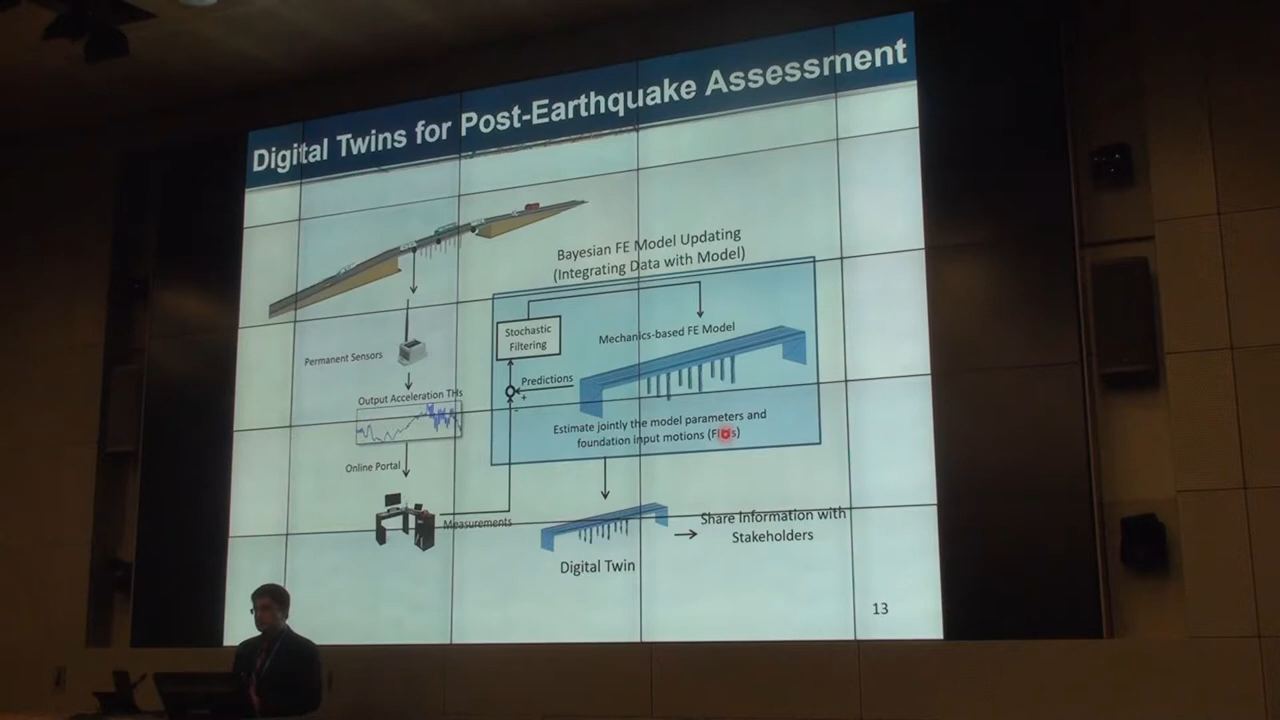 Digital Twins for Post-Earthquake Assessment
Bayesian FE Model Updating
(Integrating Data with Model)
Stochastic
Filtering
Mechanics-based FE Model
Permanent Sensors
Predictions
+
-
Output Acceleration THs
Estimate jointly the model parameters and
foundation input motions
Online Portal
Measurements
Share Information with
Stakeholders
Digital Twin
13